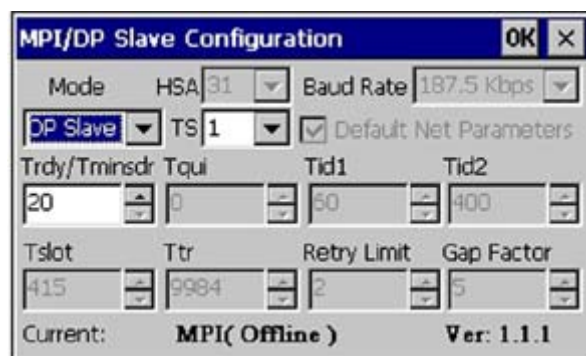 MPI/DP Slave Configuration OK ×
Mode HSA 31 Baud Rate 187.5 Kbps
DP Slave TS 1 Default Net Parameters
Trdy/Tminsdr Tqui Tid1 Tid2
20 0 60 400
Tslot Ttr Retry Limit Gap Factor
415 9984 2 5
Current: MPI( Offline ) Ver: 1.1.1